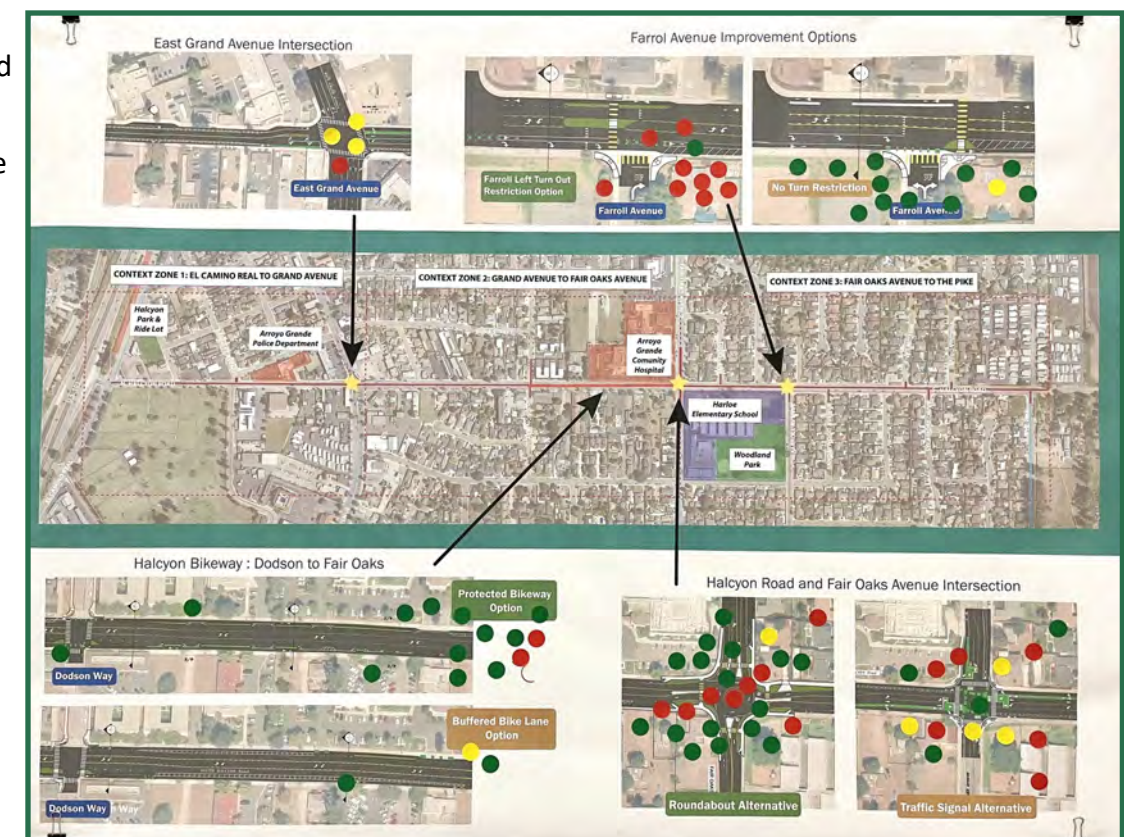 d
e
East Grand Avenue Intersection
East Grand Avenue
Farrol Avenue Improvement Options
Farroll Left Turn Out
Restriction Option
Farroll Avenue
No Turn Restriction
Farroll Avenue
CONTEXT ZONE 1: EL CAMINO REAL TO GRAND AVENUE
CONTEXT ZONE 2: GRAND AVENUE TO FAIR OAKS AVENUE
CONTEXT ZONE 3: FAIR OAKS AVENUE TO THE PIKE
Halcyon
Park &
Ride Lot
Arroyo Grande
Police Department
Arroyo
Grande
Comunity
Hospital
Harloe
Elementary School
Woodland
Park
Halcyon Bikeway : Dodson to Fair Oaks
Protected Bikeway
Option
Dodson Way
Buffered Bike Lane
Option
Dodson Way
Halcyon Road and Fair Oaks Avenue Intersection
Roundabout Alternative
Traffic Signal Alternative